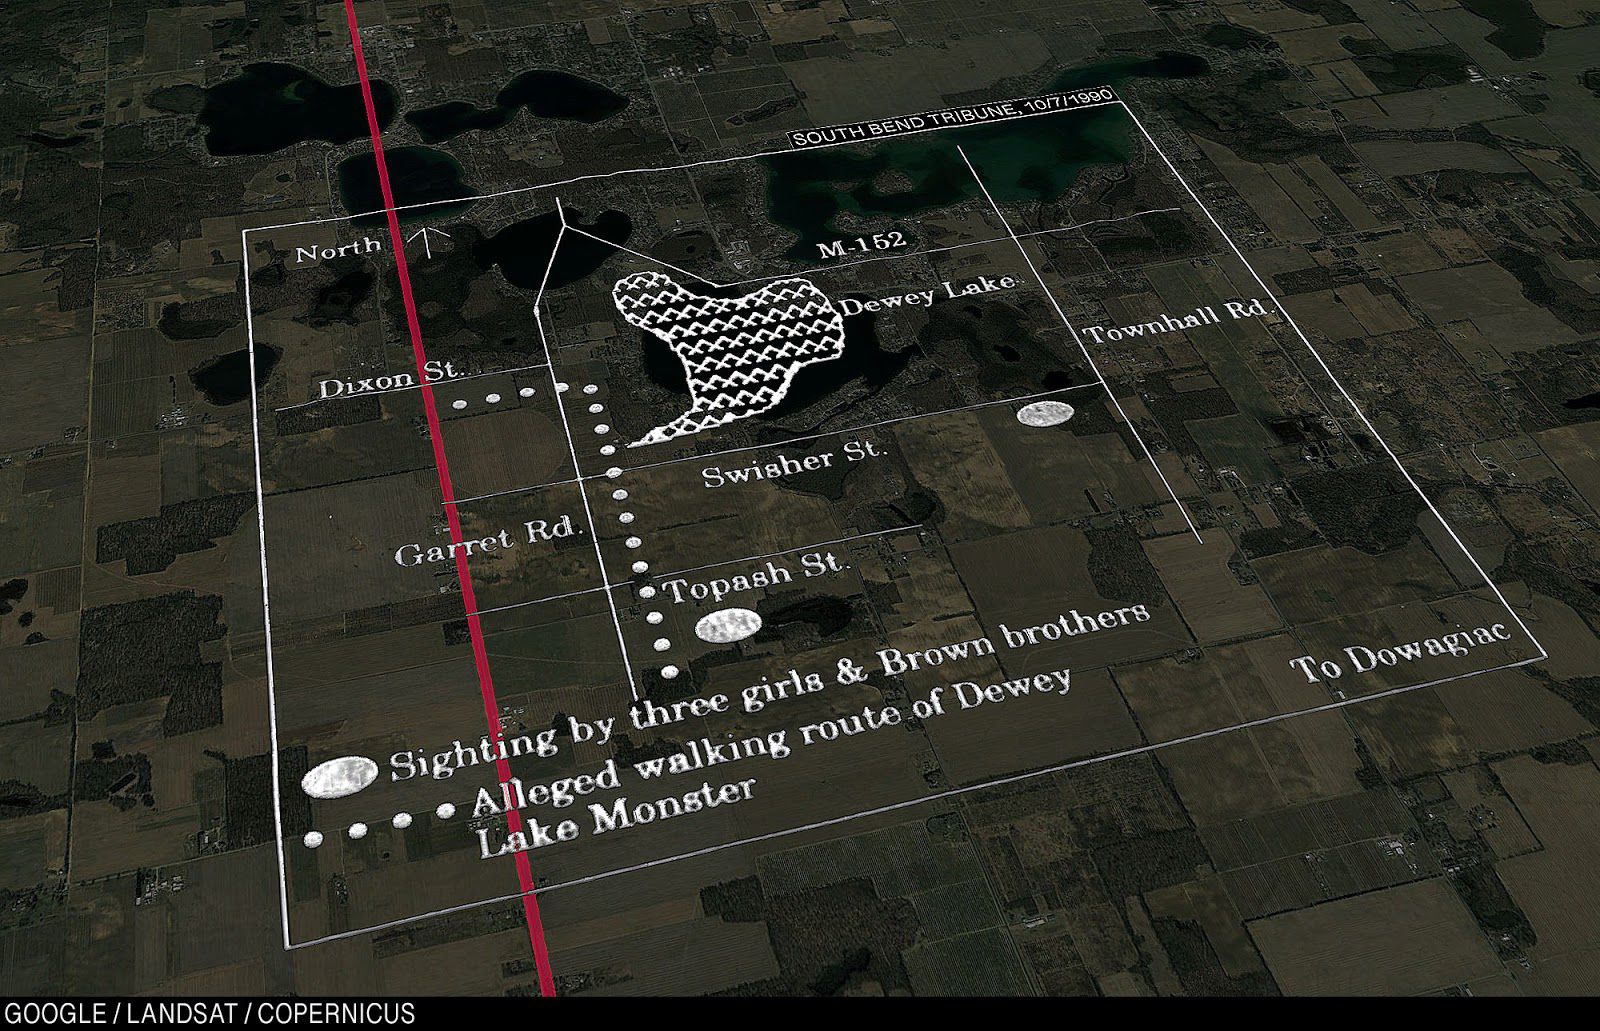 SOUTH BEND TRIBUNE, 10/7/1990
North
M-152
Dewey Lake
Townhall Rd.
Dixon St.
Swisher St.
Garret Rd.
Topash St.
To Dowagiac
Sighting by three girls & Brown brothers
Alleged walking route of Dewey
Lake Monster
GOOGLE / LANDSAT / COPERNICUS